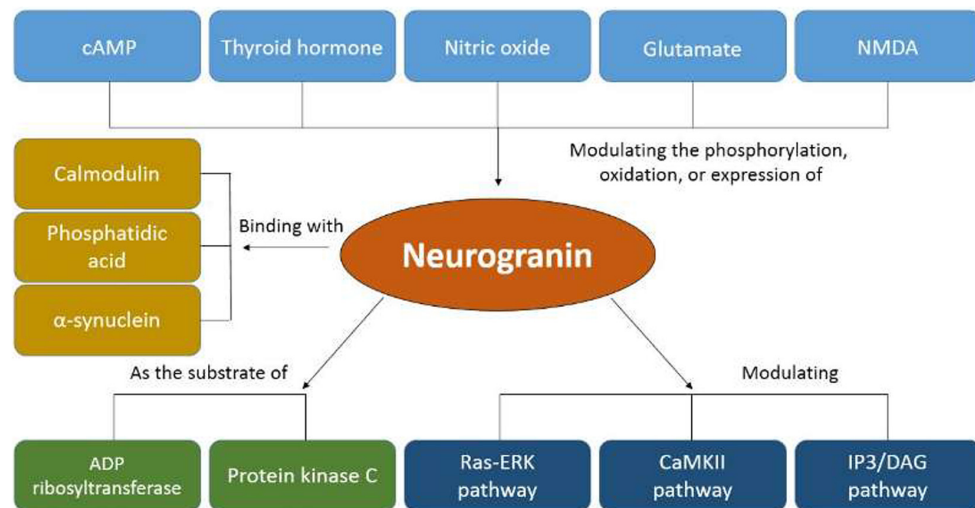 cAMP
Thyroid hormone
Nitric oxide
Glutamate
NMDA
Modulating the phosphorylation,
oxidation, or expression of
Calmodulin
Phosphatidic
acid
α-synuclein
Binding with
Neurogranin
As the substrate of
Modulating
ADP
ribosyltransferase
Protein kinase C
Ras-ERK
pathway
CaMKII
pathway
IP3/DAG
pathway